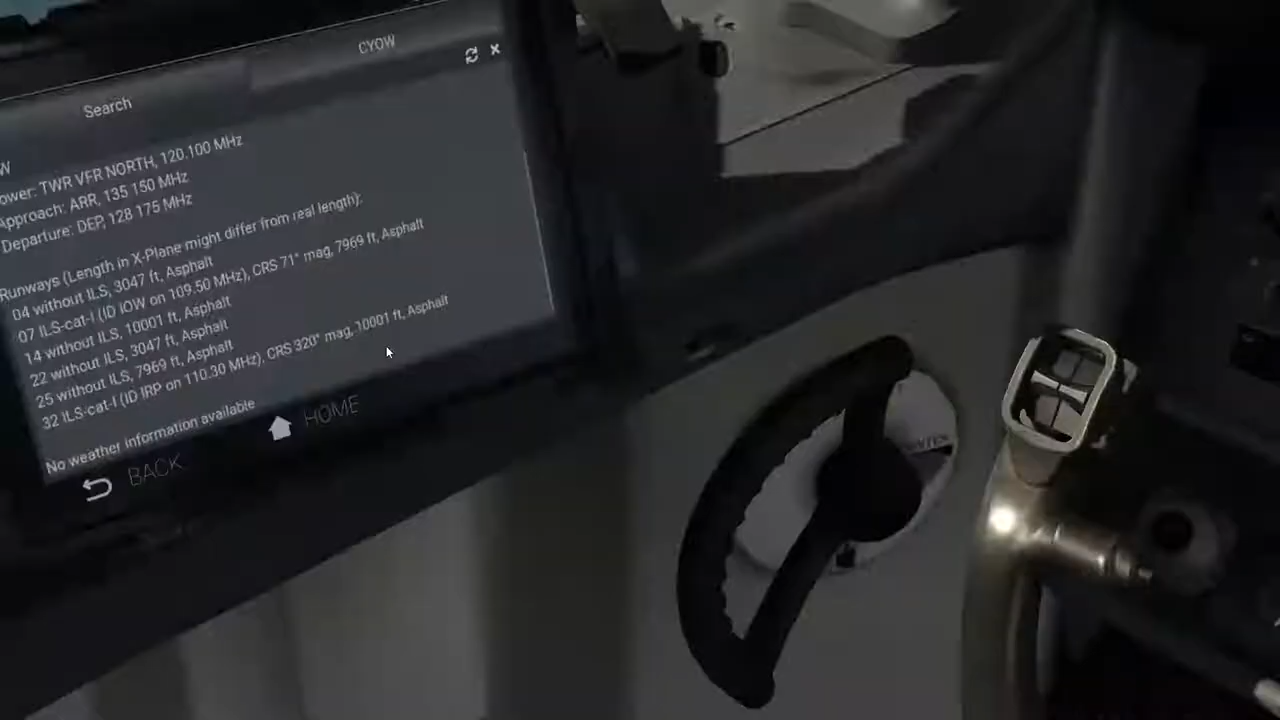 CYOW
Search
W
ower: TWR VFR NORTH, 120.100 MHz
Approach: ARR, 135 150 MHz
Departure: DEP, 128 175 MHz
Runways (Length in X-Plane might differ from real length):
04 without ILS, 3047 ft, Asphalt
07 ILS-cat-I (ID IOW on 109.50 MHz), CRS 71° mag, 7969 ft, Asphalt
14 without ILS, 10001 ft, Asphalt
22 without ILS, 3047 ft, Asphalt
25 without ILS, 7969 ft, Asphalt
32 ILS-cat-I (ID IRP on 110.30 MHz), CRS 320° mag, 10001 ft, Asphalt
No weather information available
BACK
HOME